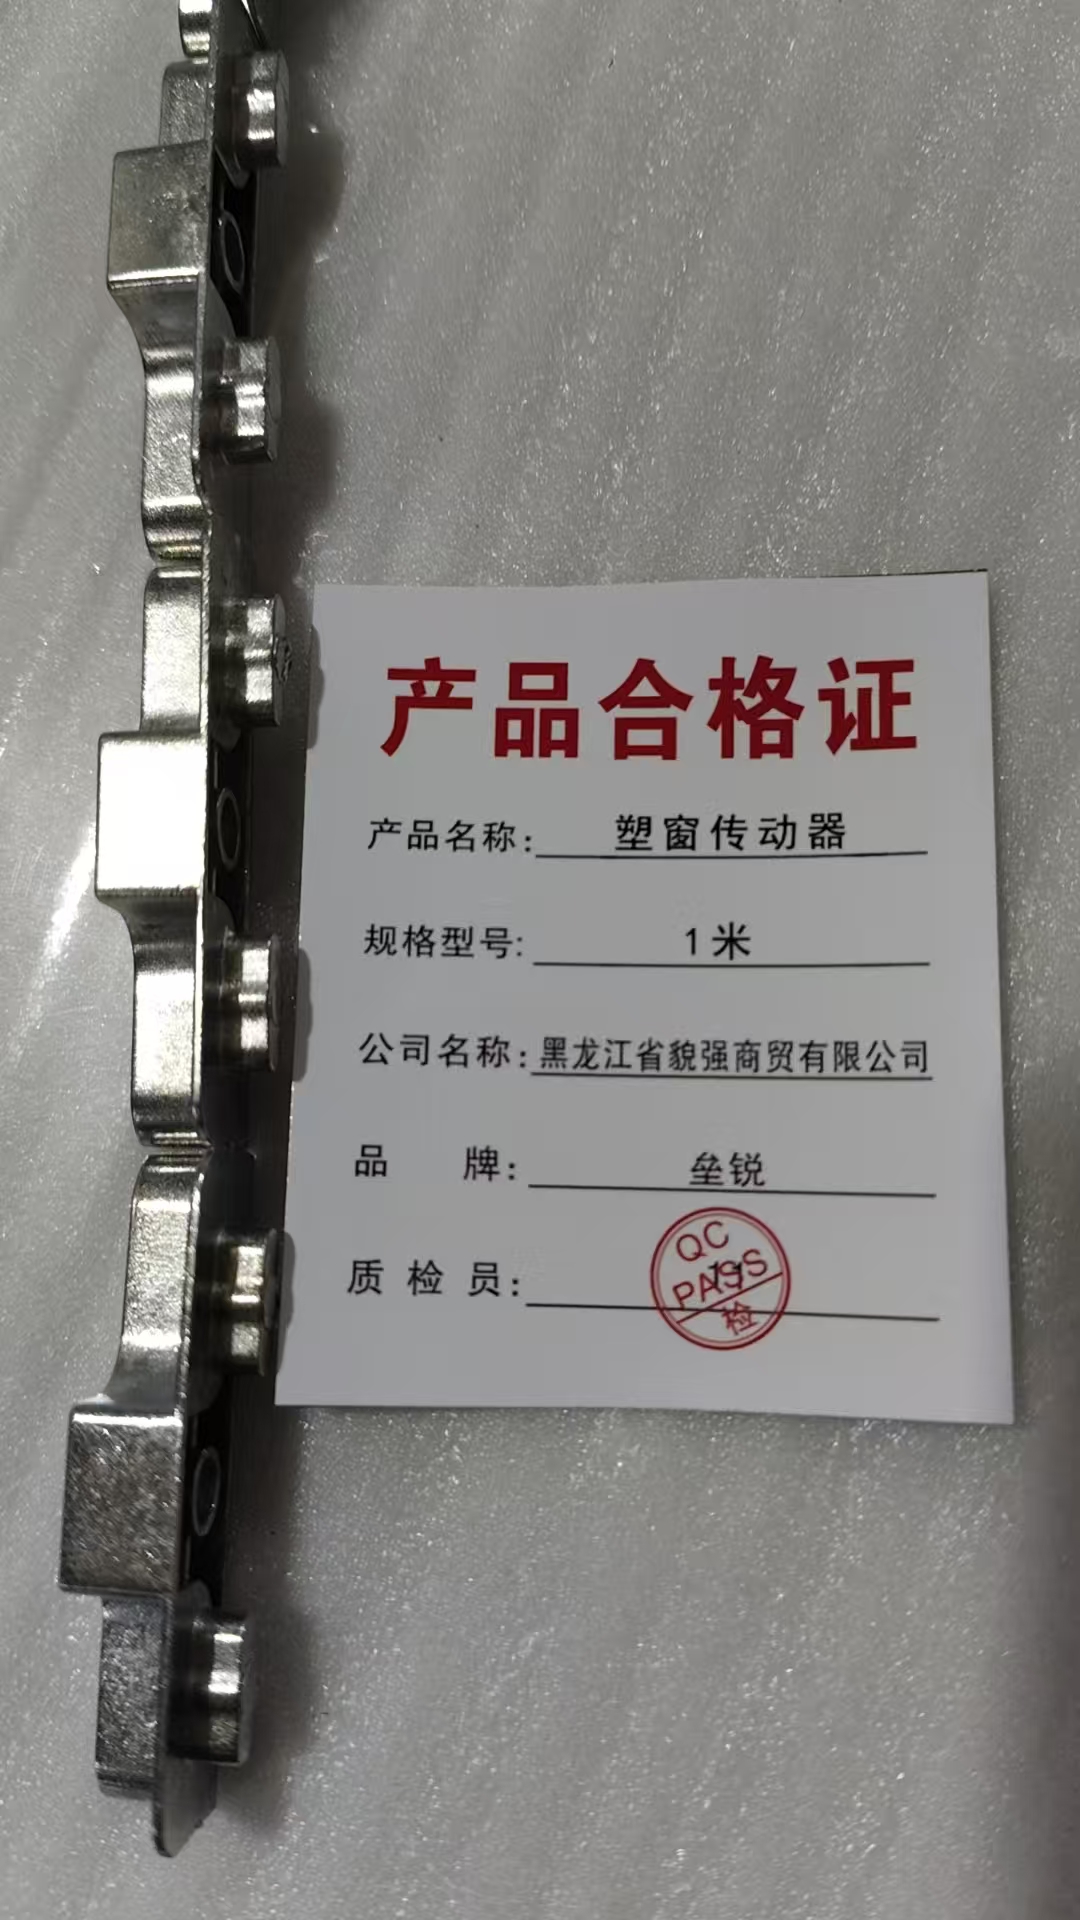 产品合格证
产品名称: 塑窗传动器
规格型号: 1米
公司名称: 黑龙江省貌强商贸有限公司
品 牌: 垒锐
质检员: 11
QC
PASS
检